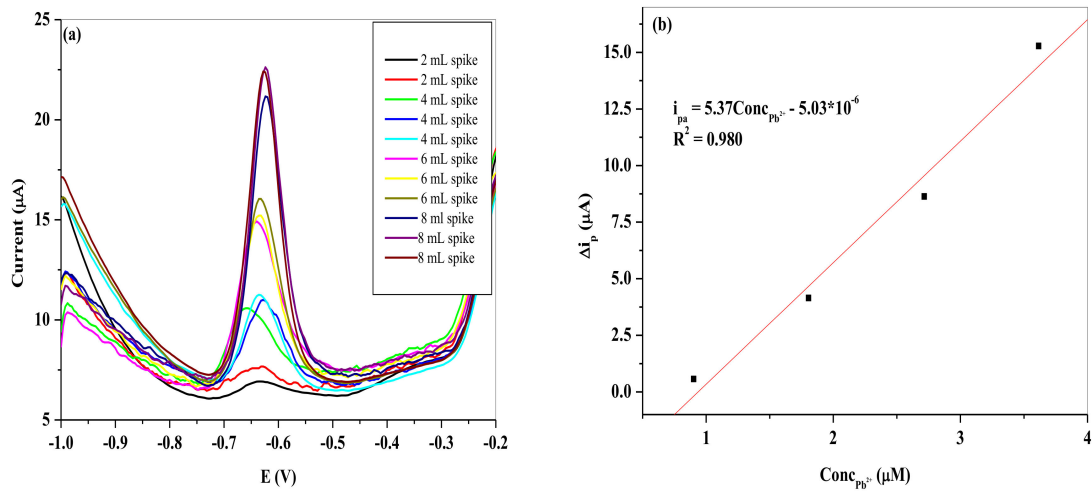 (a)
25
20
15
10
5
Current (μA)
-1.0 -0.9 -0.8 -0.7 -0.6 -0.5 -0.4 -0.3 -0.2
E (V)
2 mL spike
2 mL spike
4 mL spike
4 mL spike
4 mL spike
6 mL spike
6 mL spike
6 mL spike
8 ml spike
8 mL spike
8 mL spike
(b)
15.0
12.5
10.0
7.5
5.0
2.5
0.0
Δi_p (μA)
i_pa = 5.37Conc_Pb²⁺ - 5.03*10⁻⁶
R² = 0.980
1 2 3 4
Conc_Pb²⁺ (μM)